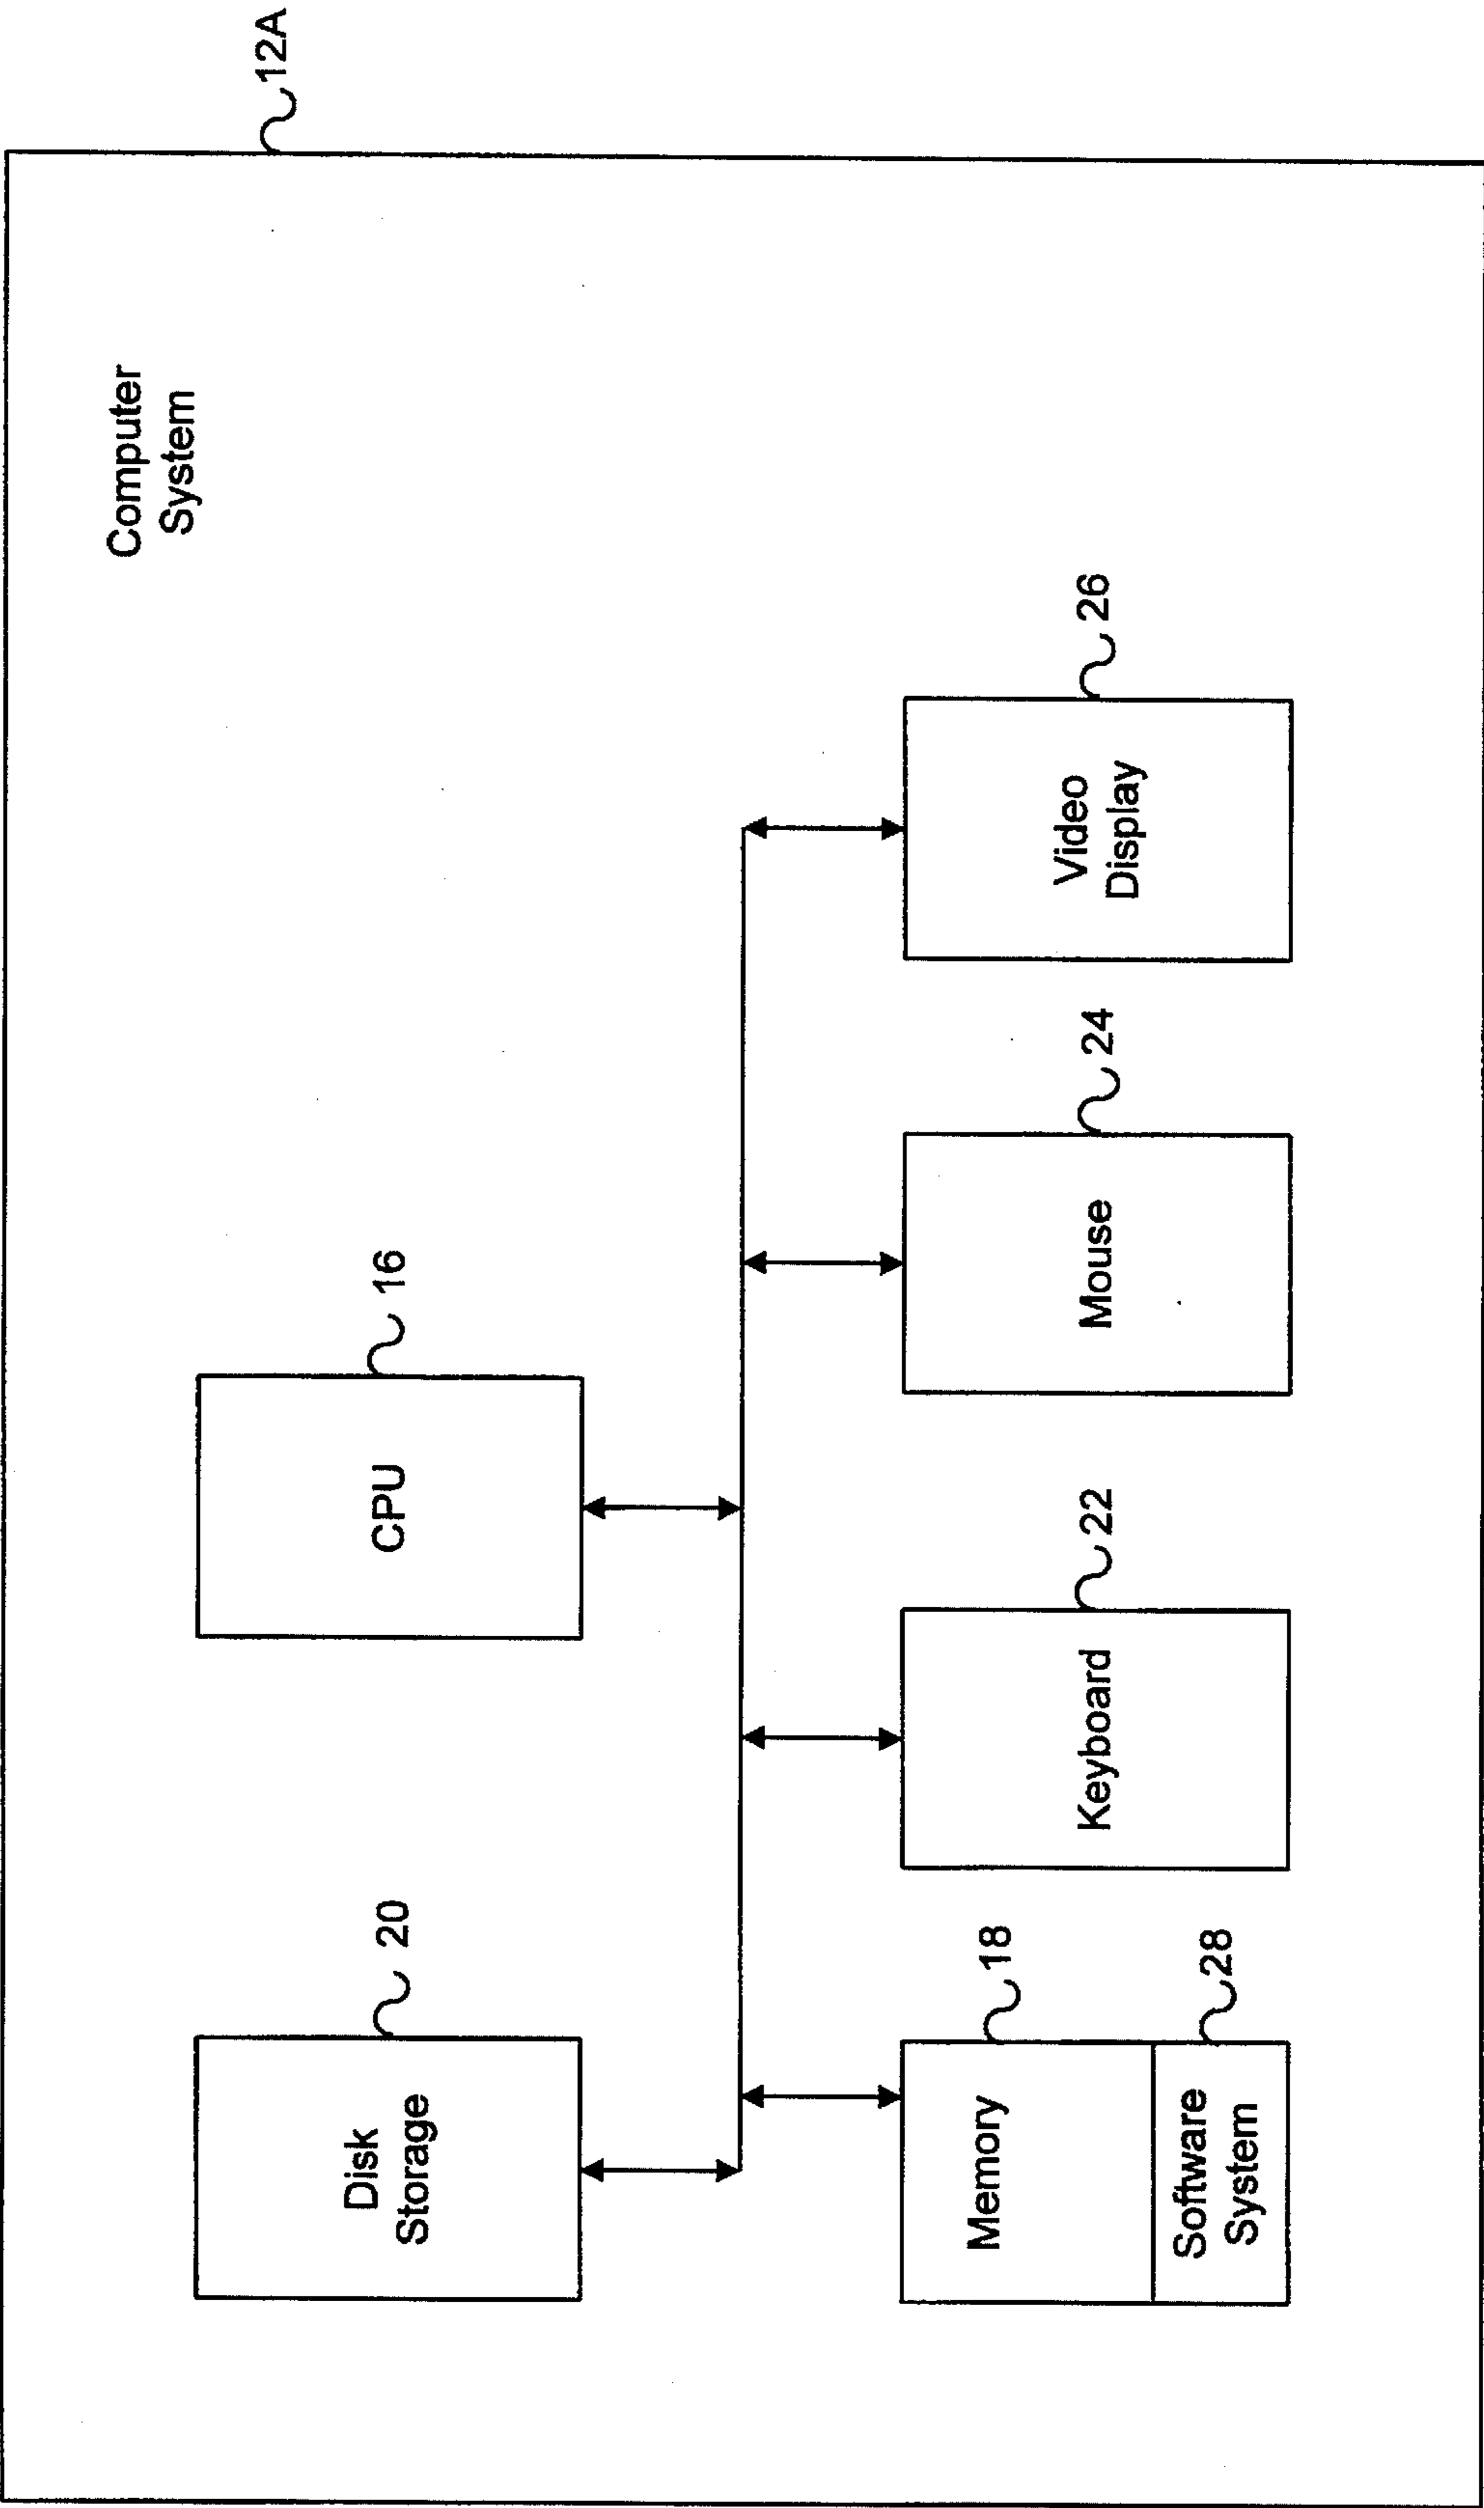 12A
Computer
System
Disk
Storage
20
CPU
16
Memory
18
Software
System
28
Keyboard
22
Mouse
24
Video
Display
26